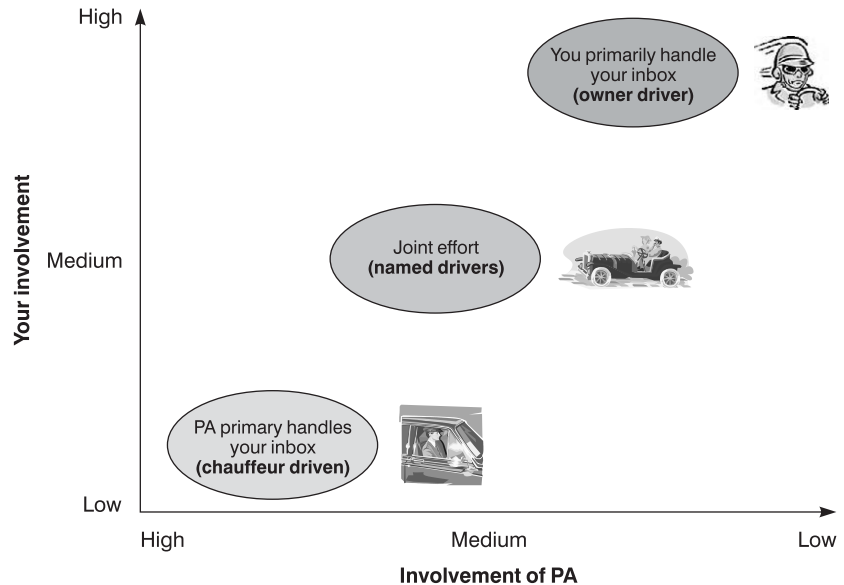 High
You primarily handle
your inbox
(owner driver)
Your involvement
Medium
Joint effort
(named drivers)
PA primary handles
your inbox
(chauffeur driven)
Low
High
Medium
Low
Involvement of PA